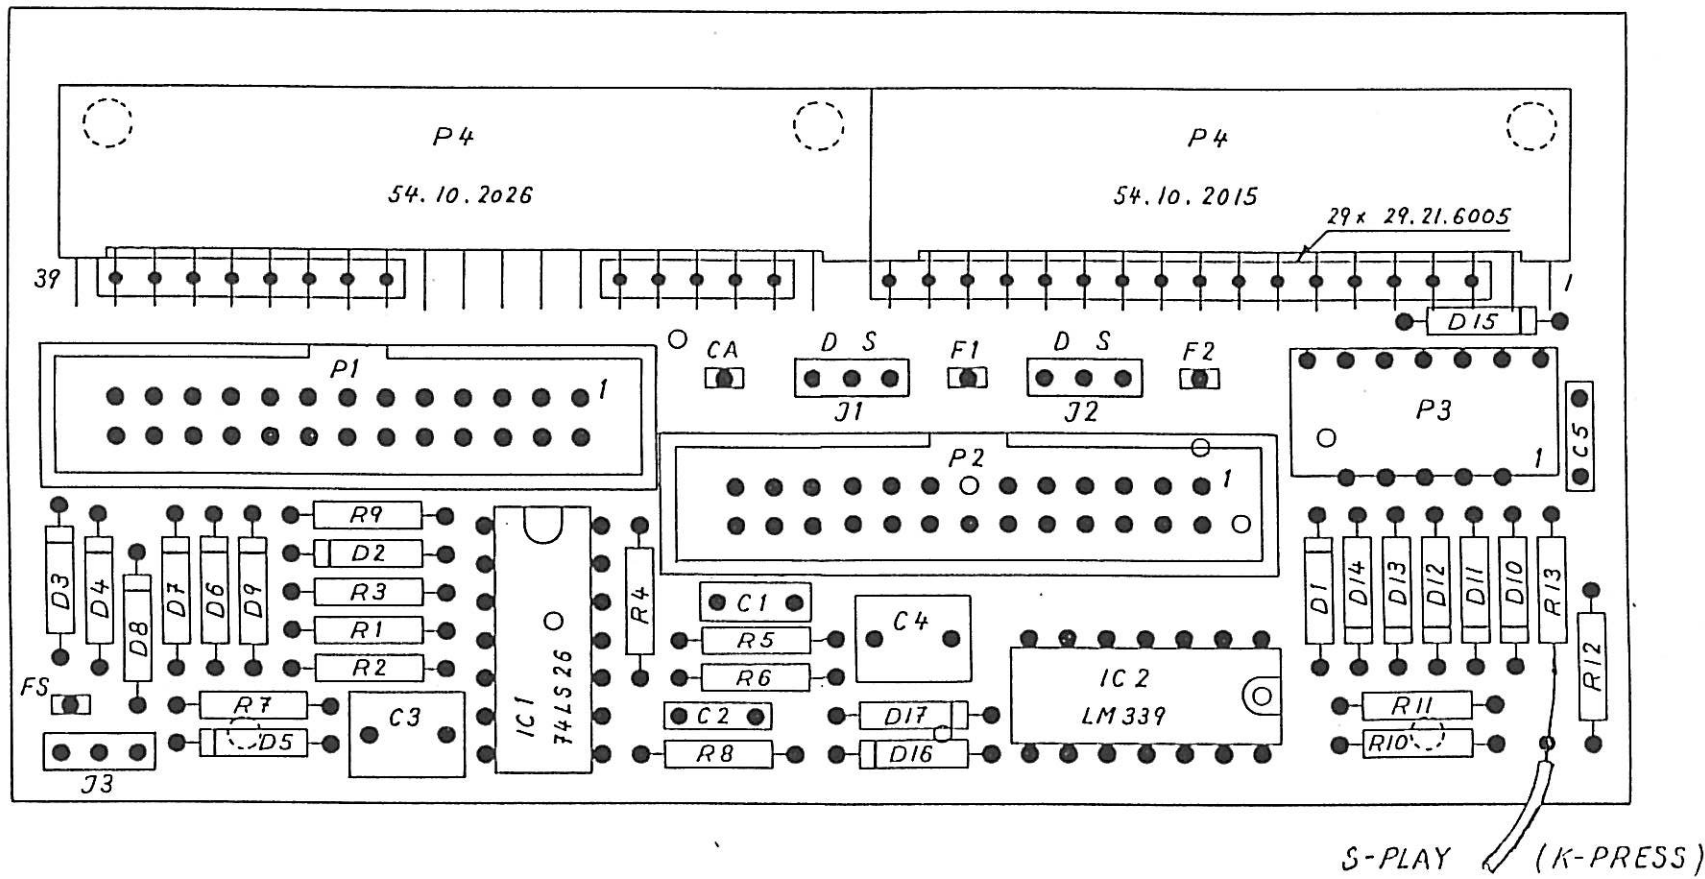 P4
P4
54.10.2026
54.10.2015
29x 29.21.6005
39
1
D15
CA
D S
F1
D S
F2
P1
1
J1
J2
P3
C5
P2
1
1
R9
D2
R3
R1
R2
D3
D4
D8
D7
D6
D9
R4
C1
R5
R6
C4
D1
D14
D13
D12
D11
D10
R13
R12
FS
R7
D5
C3
IC1
74LS26
C2
R8
D17
D16
IC2
LM339
R11
R10
J3
S-PLAY (K-PRESS)